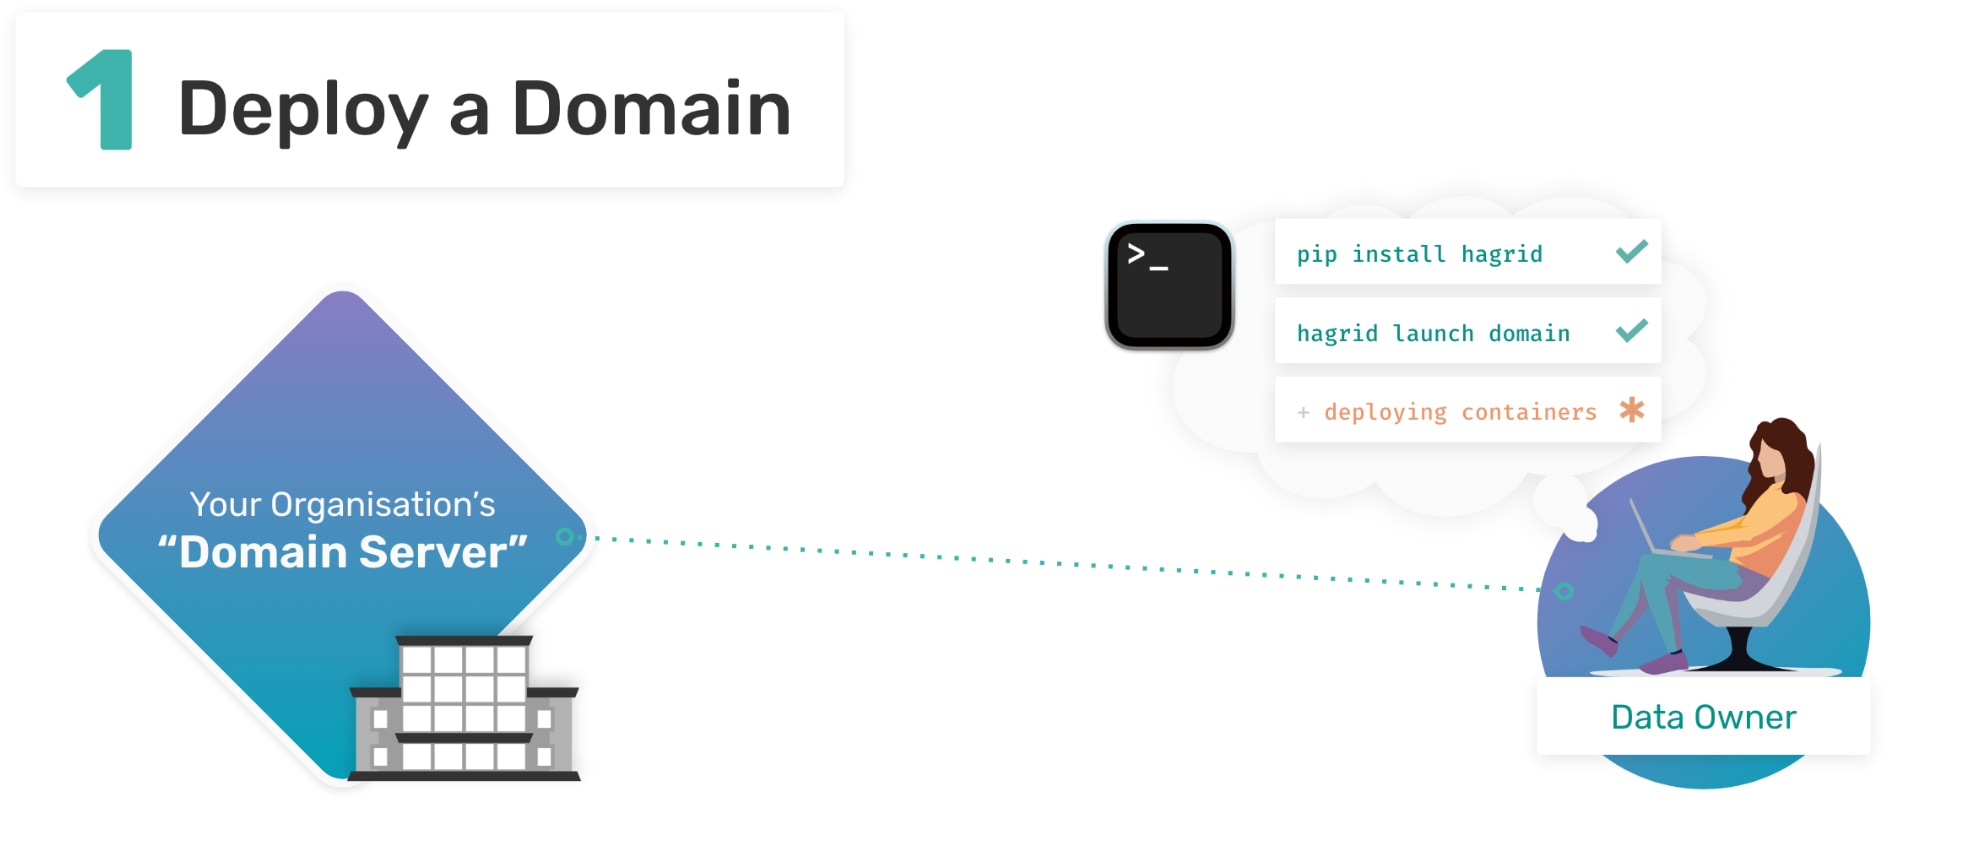 1 Deploy a Domain
>_
pip install hagrid
hagrid launch domain
+ deploying containers *
Your Organisation’s
“Domain Server”
Data Owner